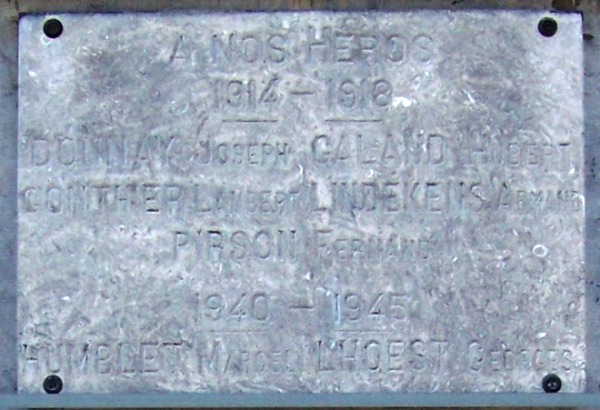 A NOS HEROS
1914 - 1918
DONNAY JOSEPH GALAND HUBERT
GONTHIER LAMBERT LINDEKENS ARMAND
PIRSON FERNAND
1940 - 1945
HUMBLET MARCEL L'HOEST GEORGES